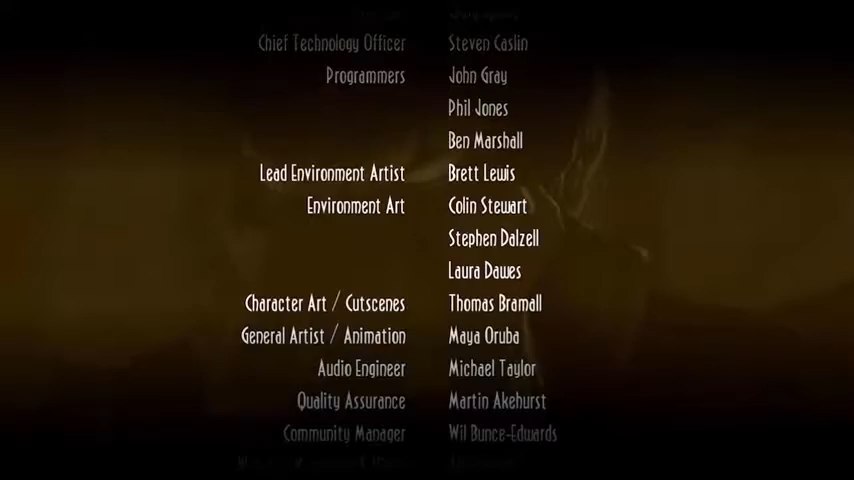 Chief Technology Officer Steven Caslin
Programmers John Gray
Phil Jones
Ben Marshall
Lead Environment Artist Brett Lewis
Environment Art Colin Stewart
Stephen Dalzell
Laura Dawes
Character Art / Cutscenes Thomas Bramall
General Artist / Animation Maya Oruba
Audio Engineer Michael Taylor
Quality Assurance Martin Akehurst
Community Manager Wil Bunce-Edwards